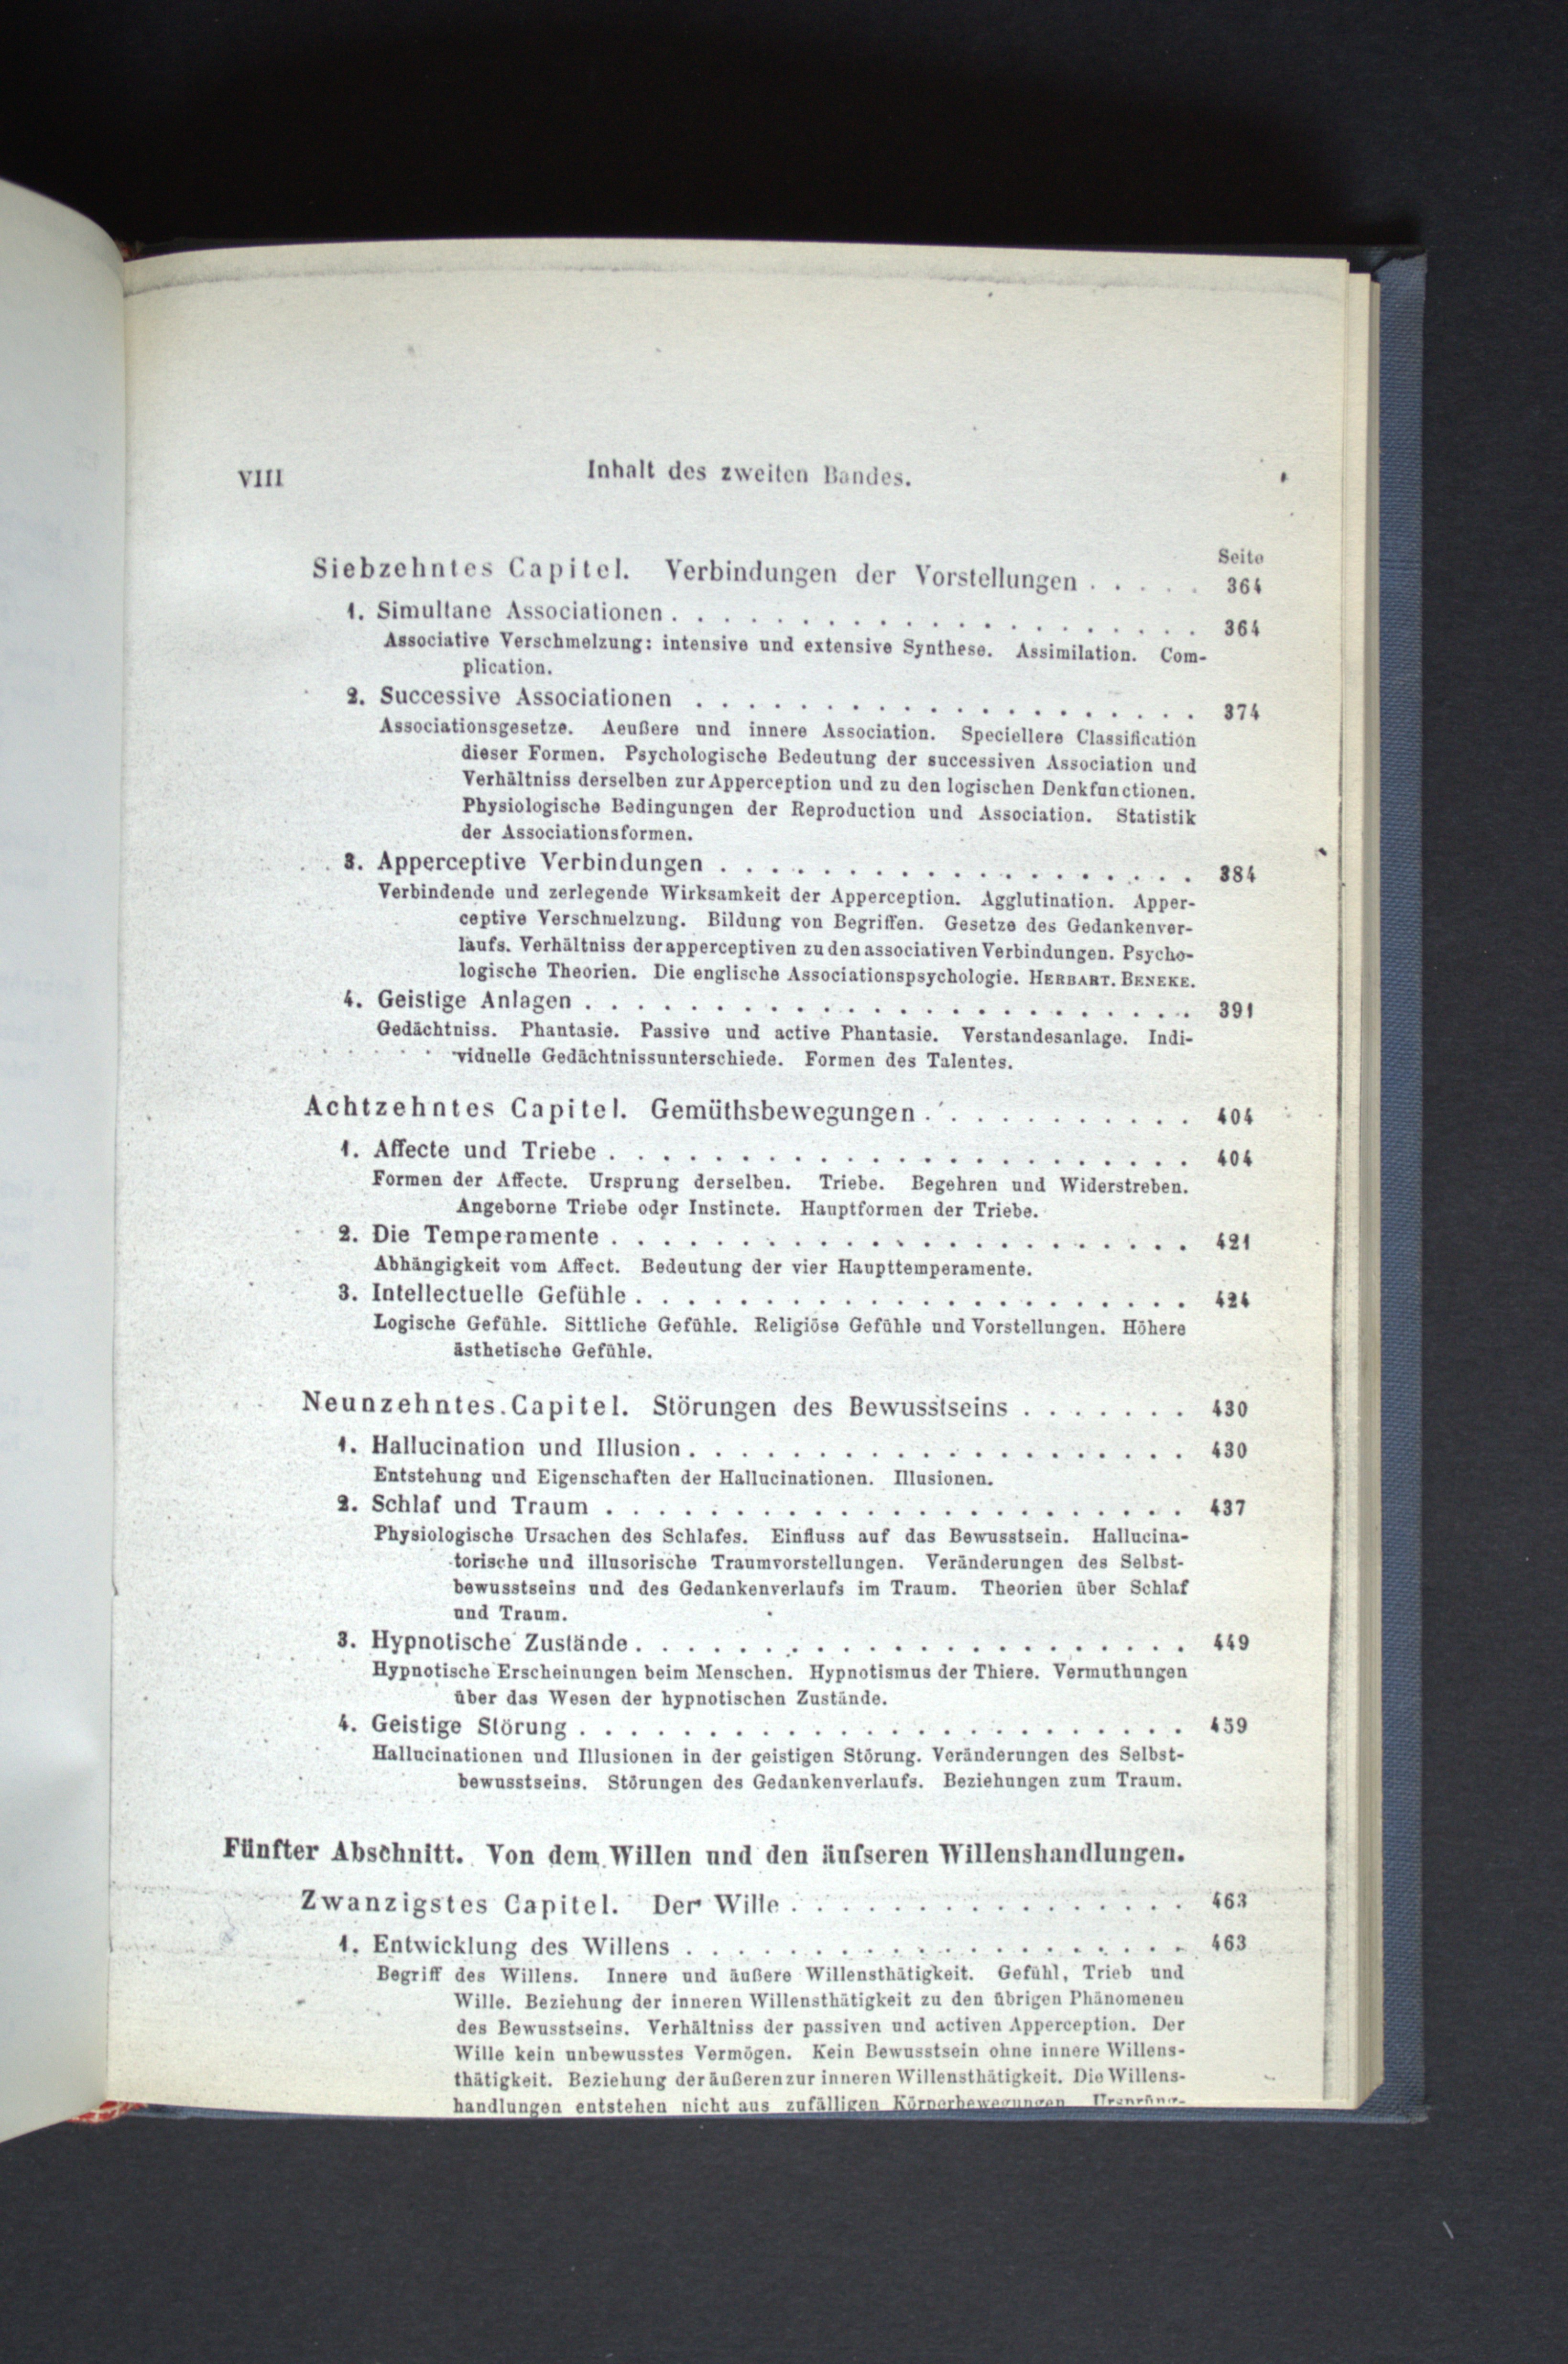 VIII Inhalt des zweiten Bandes.
Seite
Siebzehntes Capitel. Verbindungen der Vorstellungen . . . . . 364
1. Simultane Associationen . . . . . . . . . . . . . . . . . . . . . 364
Associative Verschmelzung: intensive und extensive Synthese. Assimilation. Com-
plication.
2. Successive Associationen . . . . . . . . . . . . . . . . . . . . 374
Associationsgesetze. Aeußere und innere Association. Speciellere Classification
dieser Formen. Psychologische Bedeutung der successiven Association und
Verhältniss derselben zur Apperception und zu den logischen Denkfunctionen.
Physiologische Bedingungen der Reproduction und Association. Statistik
der Associationsformen.
3. Apperceptive Verbindungen . . . . . . . . . . . . . . . . . . . 384
Verbindende und zerlegende Wirksamkeit der Apperception. Agglutination. Apper-
ceptive Verschmelzung. Bildung von Begriffen. Gesetze des Gedankenver-
laufs. Verhältniss der apperceptiven zu den associativen Verbindungen. Psycho-
logische Theorien. Die englische Associationspsychologie. HERBART. BENEKE.
4. Geistige Anlagen . . . . . . . . . . . . . . . . . . . . . . . . 391
Gedächtniss. Phantasie. Passive und active Phantasie. Verstandesanlage. Indi-
viduelle Gedächtnissunterschiede. Formen des Talentes.
Achtzehntes Capitel. Gemüthsbewegungen . . . . . . . . . . . 404
1. Affecte und Triebe . . . . . . . . . . . . . . . . . . . . . . . 404
Formen der Affecte. Ursprung derselben. Triebe. Begehren und Widerstreben.
Angeborne Triebe oder Instincte. Hauptformen der Triebe.
2. Die Temperamente . . . . . . . . . . . . . . . . . . . . . . . 421
Abhängigkeit vom Affect. Bedeutung der vier Haupttemperamente.
3. Intellectuelle Gefühle . . . . . . . . . . . . . . . . . . . . . . 424
Logische Gefühle. Sittliche Gefühle. Religiöse Gefühle und Vorstellungen. Höhere
ästhetische Gefühle.
Neunzehntes Capitel. Störungen des Bewusstseins . . . . . . . 430
1. Hallucination und Illusion . . . . . . . . . . . . . . . . . . . . 430
Entstehung und Eigenschaften der Hallucinationen. Illusionen.
2. Schlaf und Traum . . . . . . . . . . . . . . . . . . . . . . . 437
Physiologische Ursachen des Schlafes. Einfluss auf das Bewusstsein. Hallucina-
torische und illusorische Traumvorstellungen. Veränderungen des Selbst-
bewusstseins und des Gedankenverlaufs im Traum. Theorien über Schlaf
und Traum.
3. Hypnotische Zustände . . . . . . . . . . . . . . . . . . . . . . 449
Hypnotische Erscheinungen beim Menschen. Hypnotismus der Thiere. Vermuthungen
über das Wesen der hypnotischen Zustände.
4. Geistige Störung . . . . . . . . . . . . . . . . . . . . . . . . 459
Hallucinationen und Illusionen in der geistigen Störung. Veränderungen des Selbst-
bewusstseins. Störungen des Gedankenverlaufs. Beziehungen zum Traum.
Fünfter Abschnitt. Von dem Willen und den äufseren Willenshandlungen.
Zwanzigstes Capitel. Der Wille . . . . . . . . . . . . . . . . 463
1. Entwicklung des Willens . . . . . . . . . . . . . . . . . . . . 463
Begriff des Willens. Innere und äußere Willensthätigkeit. Gefühl, Trieb und
Wille. Beziehung der inneren Willensthätigkeit zu den übrigen Phänomenen
des Bewusstseins. Verhältniss der passiven und activen Apperception. Der
Wille kein unbewusstes Vermögen. Kein Bewusstsein ohne innere Willens-
thätigkeit. Beziehung der äußeren zur inneren Willensthätigkeit. Die Willens-
handlungen entstehen nicht aus zufälligen Körperbewegungen. Ursprüng-